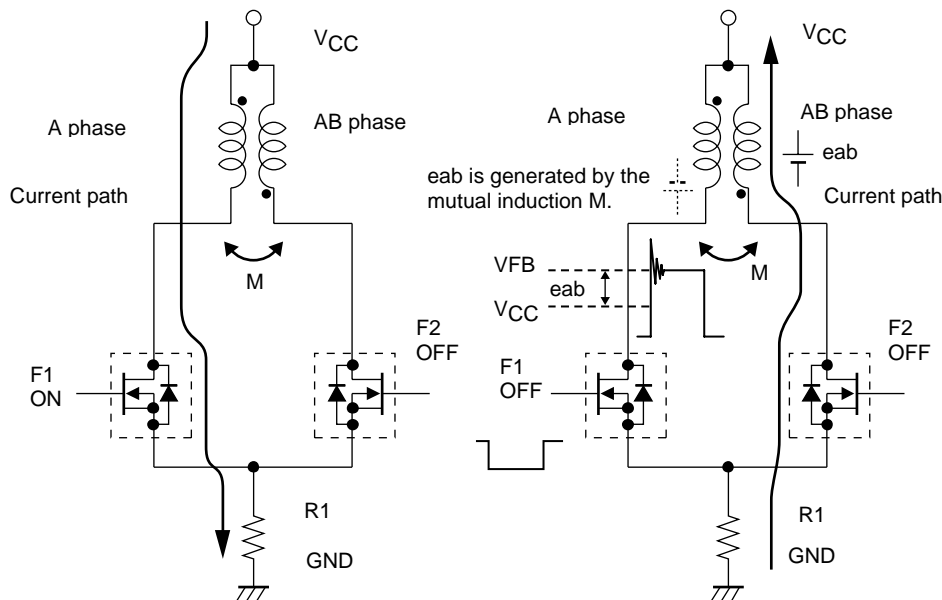 VCC
A phase
AB phase
Current path
M
F1
ON
F2
OFF
R1
GND
VCC
A phase
AB phase
eab
eab is generated by the
mutual induction M.
Current path
M
VFB
eab
VCC
F1
OFF
F2
OFF
R1
GND